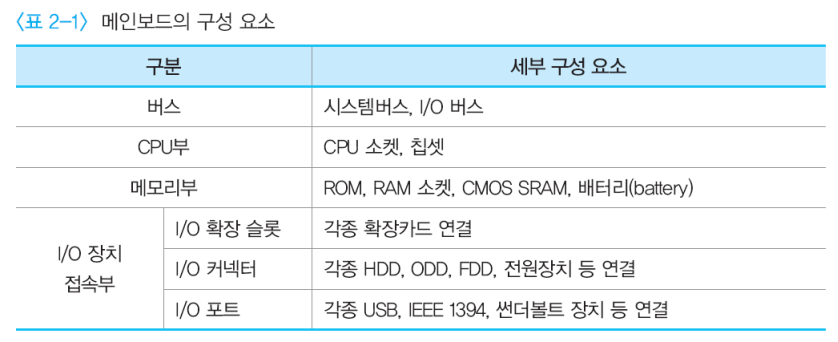 〈표 2-1〉 메인보드의 구성 요소
구분 세부 구성 요소
버스 시스템버스, I/O 버스
CPU부 CPU 소켓, 칩셋
메모리부 ROM, RAM 소켓, CMOS SRAM, 배터리(battery)
I/O 장치
접속부
I/O 확장 슬롯 각종 확장카드 연결
I/O 커넥터 각종 HDD, ODD, FDD, 전원장치 등 연결
I/O 포트 각종 USB, IEEE 1394, 썬더볼트 장치 등 연결